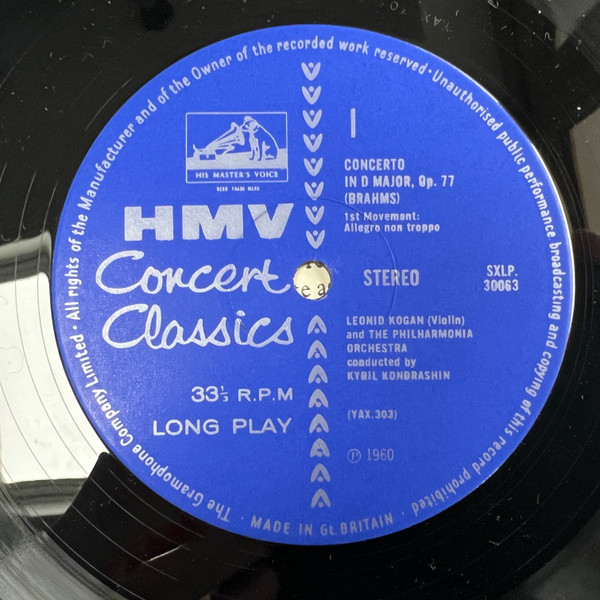 The Gramophone Company Limited · All rights of the Manufacturer and of the Owner of the recorded work reserved · Unauthorised public performance broadcasting and copying of this record prohibited ·
HIS MASTER'S VOICE
REGD TRADE MARK
HMV
Concert
Classics
33⅓ R.P.M
LONG PLAY
I
CONCERTO
IN D MAJOR, Op. 77
(BRAHMS)
1st Movement:
Allegro non troppo
STEREO
SXLP.
30063
LEONID KOGAN (Violin)
and THE PHILHARMONIA
ORCHESTRA
conducted by
KYRIL KONDRASHIN
(YAX.303)
℗ 1960
MADE IN Gt. BRITAIN